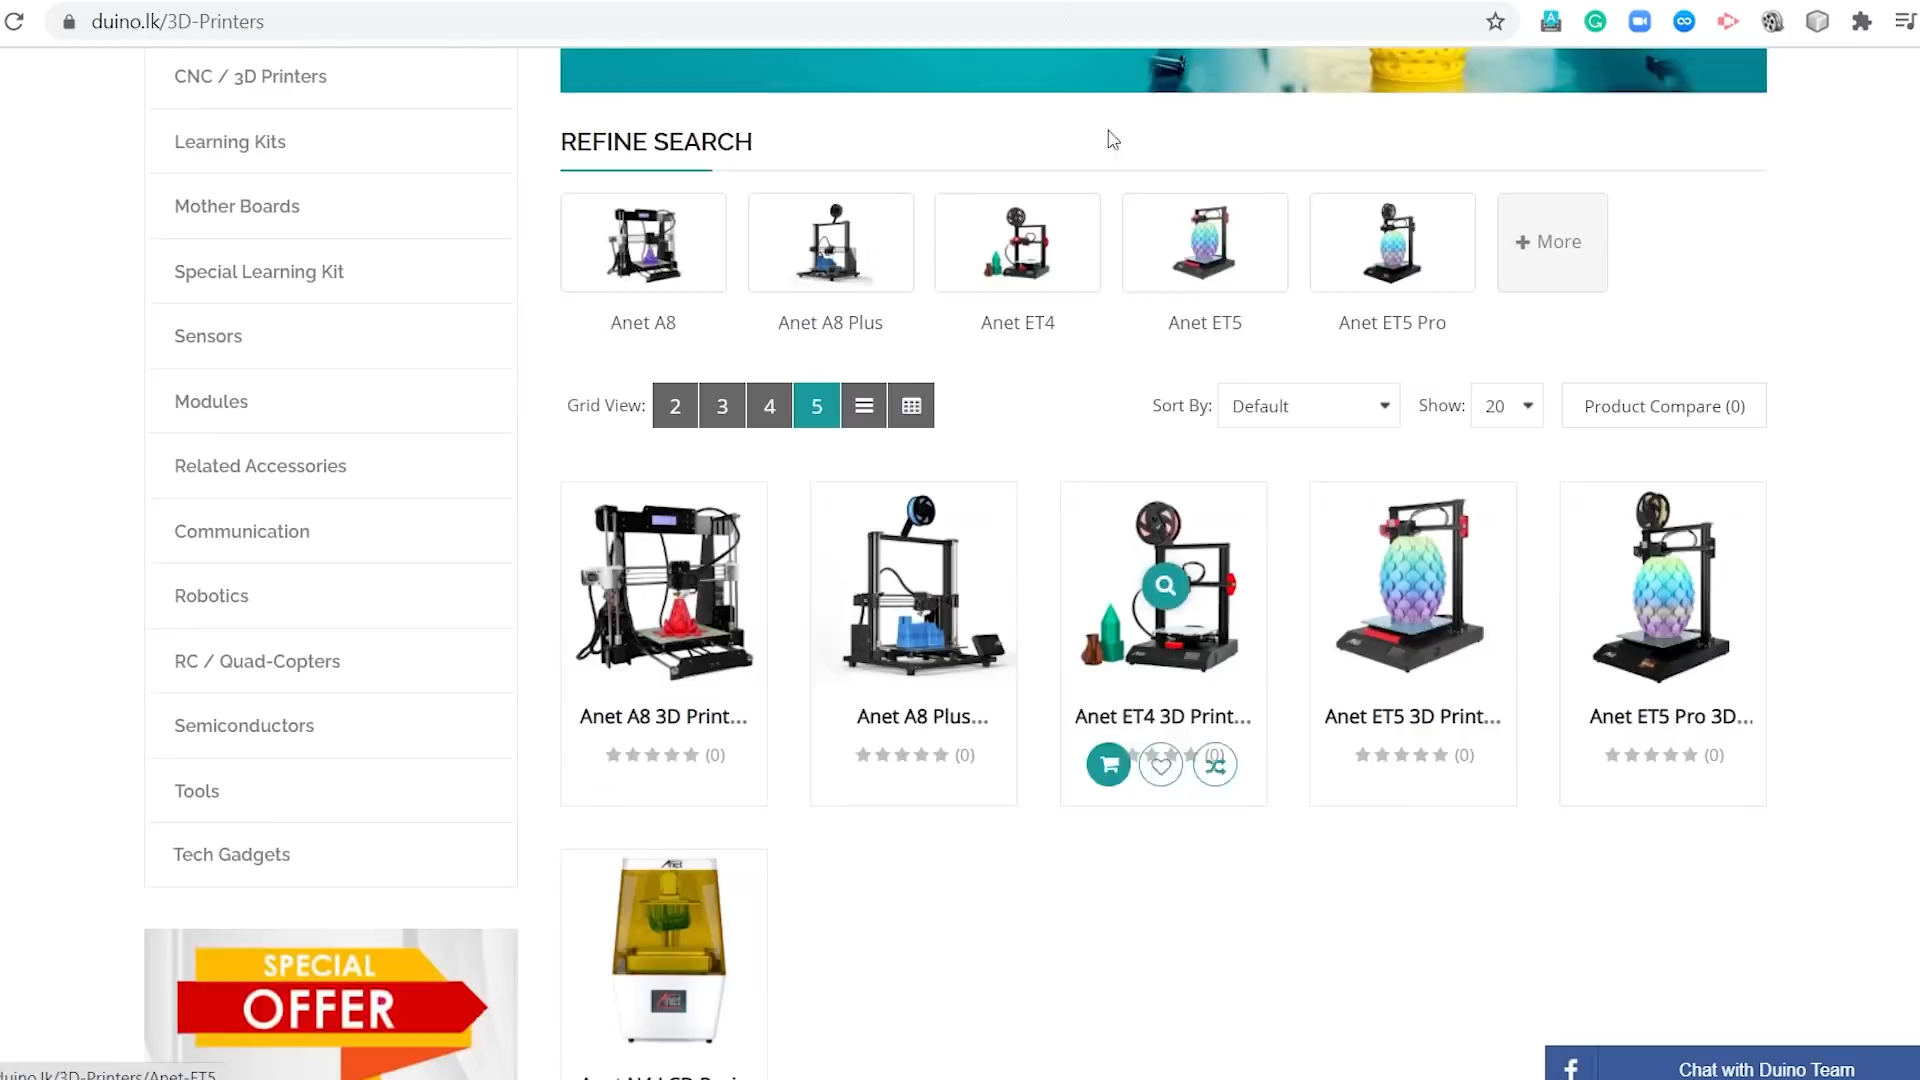 duino.lk/3D-Printers
CNC / 3D Printers
Learning Kits
Mother Boards
Special Learning Kit
Sensors
Modules
Related Accessories
Communication
Robotics
RC / Quad-Copters
Semiconductors
Tools
Tech Gadgets
SPECIAL
OFFER
REFINE SEARCH
Anet A8
Anet A8 Plus
Anet ET4
Anet ET5
Anet ET5 Pro
+ More
Grid View: 2 3 4 5
Sort By: Default
Show: 20
Product Compare (0)
Anet A8 3D Print...
(0)
Anet A8 Plus...
(0)
Anet ET4 3D Print...
(0)
Anet ET5 3D Print...
(0)
Anet ET5 Pro 3D...
(0)
Anet
Anet
Chat with Duino Team
duino.lk/3D-Printers/Anet-ET5